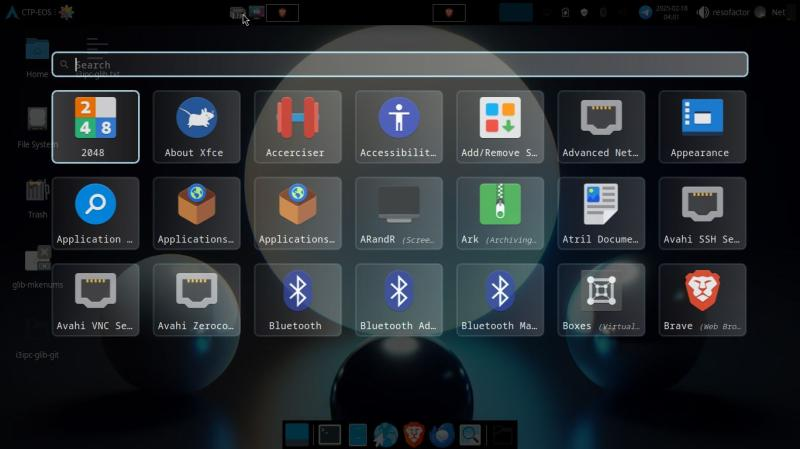 CTP-EOS
2025-02-18
04:01
resofactor
Net
Search
Home
i3ipc-glib.txt
2048
About Xfce
Accerciser
Accessibilit…
Add/Remove S…
Advanced Net…
Appearance
File System
Application …
Applications…
Applications…
ARandR (Scree…
Ark (Archiving…
Atril Docume…
Avahi SSH Se…
Trash
glib-mkenums
Avahi VNC Se…
Avahi Zeroco…
Bluetooth
Bluetooth Ad…
Bluetooth Ma…
Boxes (Virtual…
Brave (Web Bro…
i3ipc-glib-git